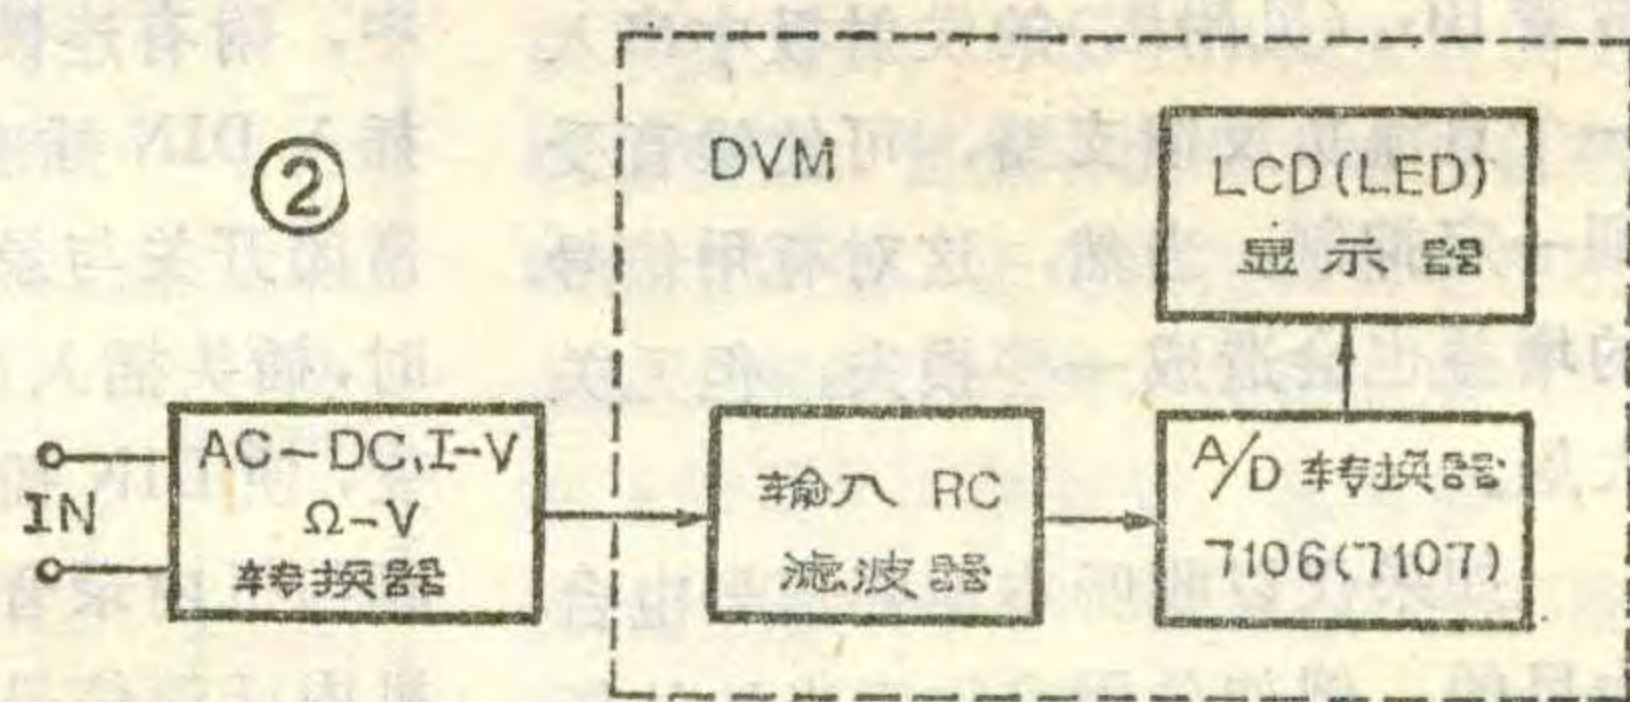 ②
DVM
LCD(LED)
显示器
IN
AC~DC,I-V
Ω-V
转换器
输入 RC
滤波器
A/D 转换器
7106(7107)